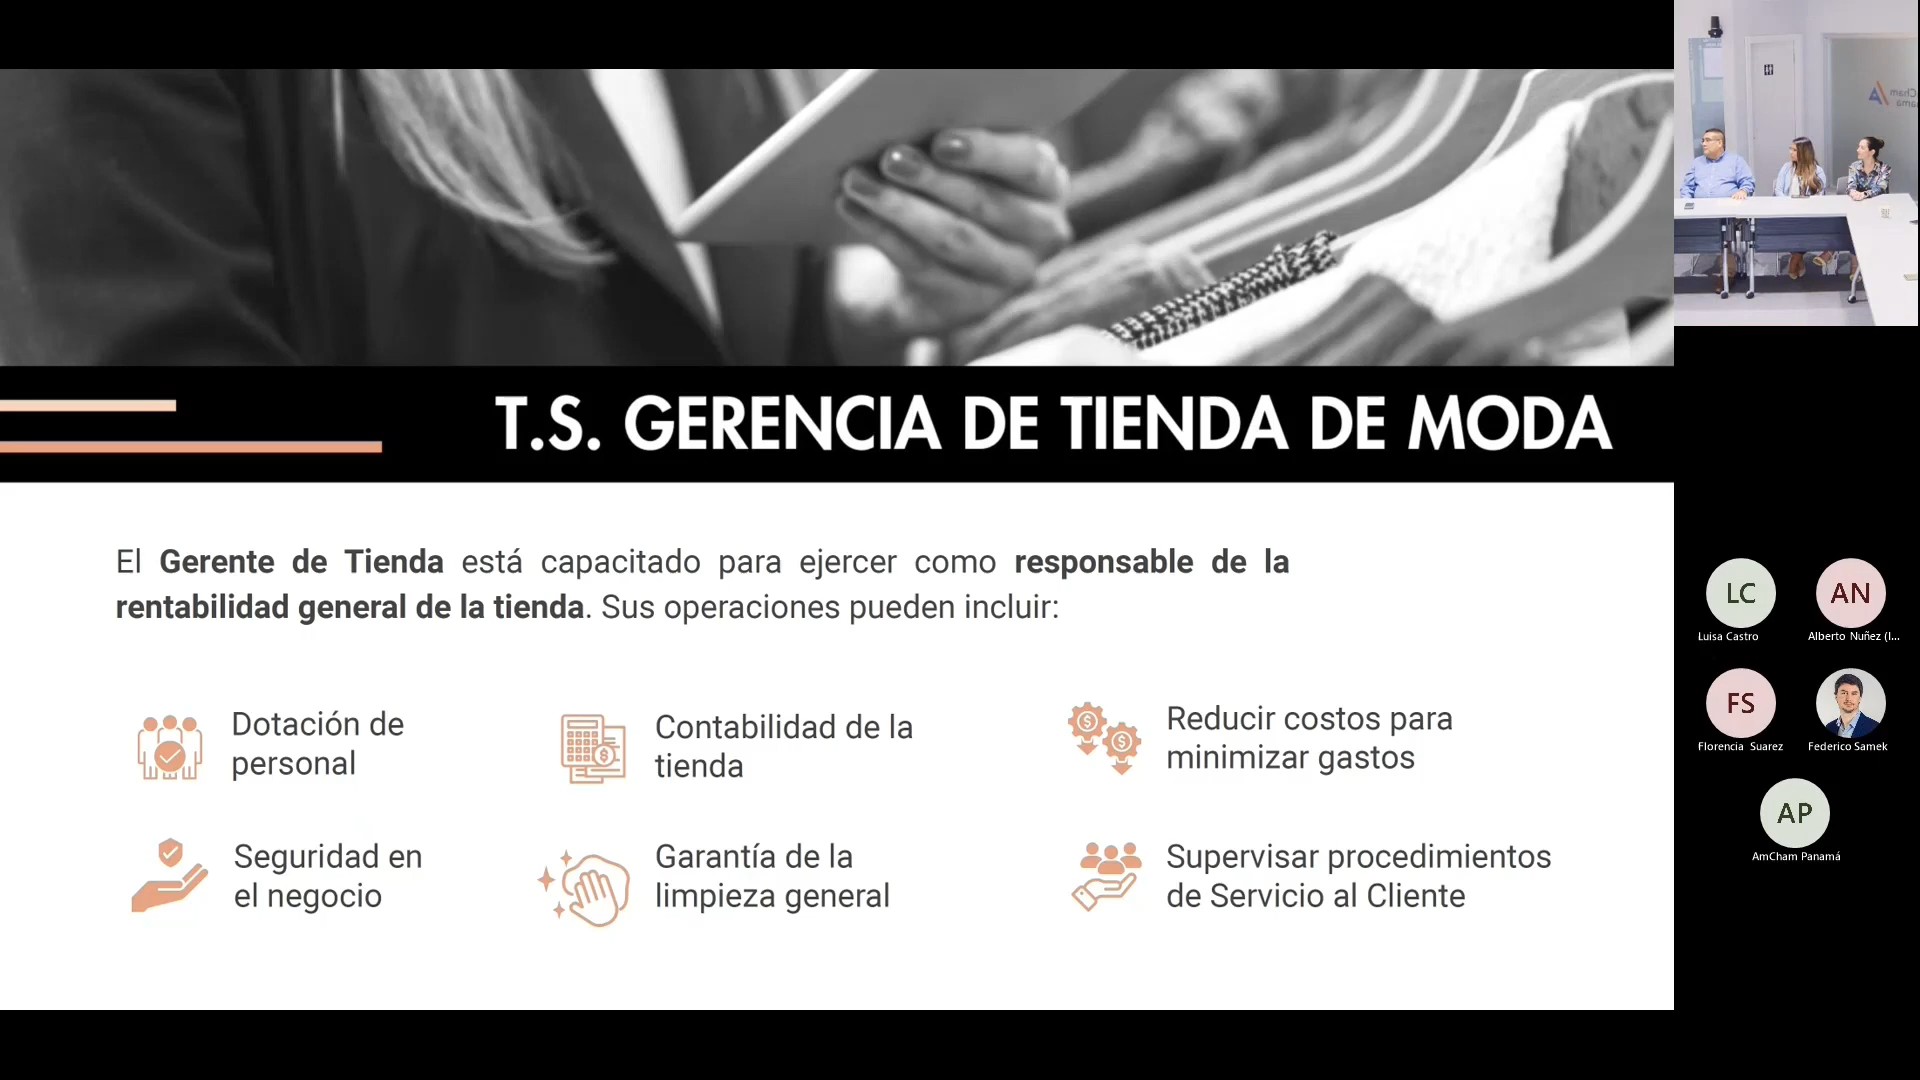 T.S. GERENCIA DE TIENDA DE MODA
El Gerente de Tienda está capacitado para ejercer como responsable de la
rentabilidad general de la tienda. Sus operaciones pueden incluir:
Dotación de
personal
Contabilidad de la
tienda
Reducir costos para
minimizar gastos
Seguridad en
el negocio
Garantía de la
limpieza general
Supervisar procedimientos
de Servicio al Cliente
LC
Luisa Castro
AN
Alberto Nuñez (I...
FS
Florencia Suarez
Federico Samek
AP
AmCham Panamá